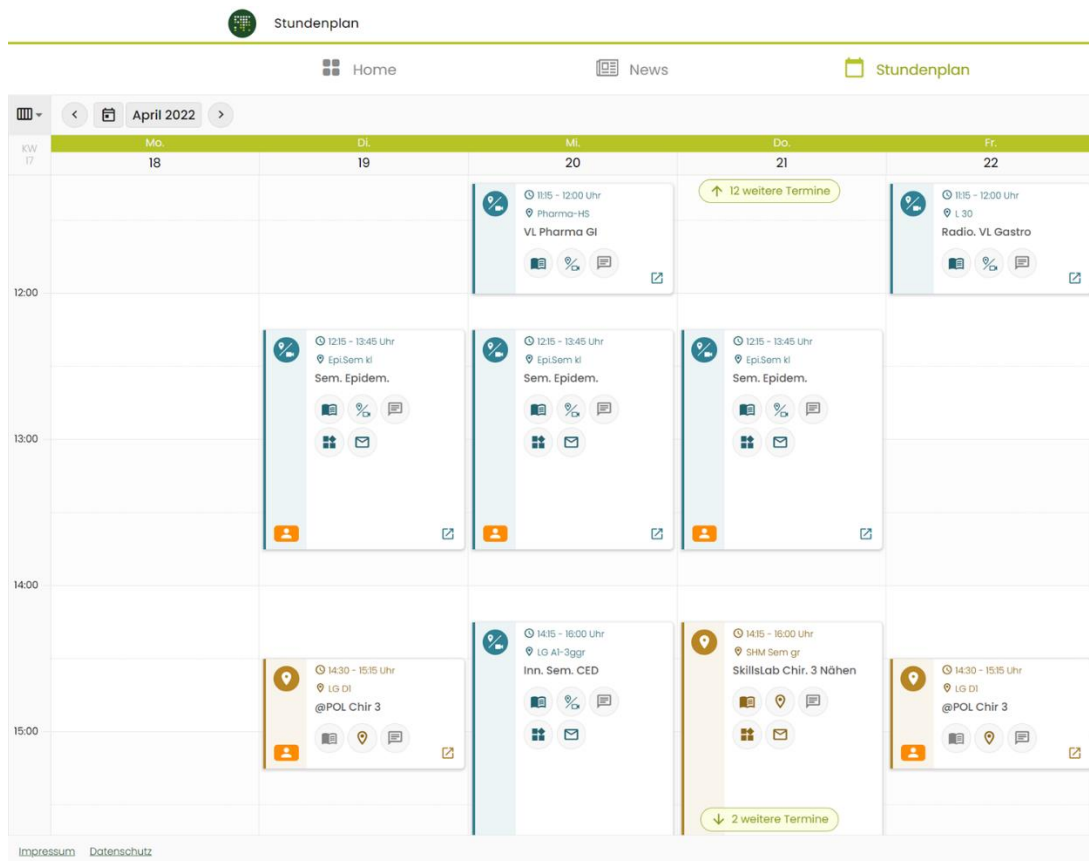 Stundenplan
Home
News
Stundenplan
April 2022
KW
17
Mo.
Di.
Mi.
Do.
Fr.
18
19
20
21
22
11:15 - 12:00 Uhr
Pharma-HS
VL Pharma GI
12 weitere Termine
11:15 - 12:00 Uhr
L 30
Radio. VL Gastro
12:00
12:15 - 13:45 Uhr
Epi.Sem kl
Sem. Epidem.
12:15 - 13:45 Uhr
Epi.Sem kl
Sem. Epidem.
12:15 - 13:45 Uhr
Epi.Sem kl
Sem. Epidem.
13:00
14:00
14:30 - 15:15 Uhr
LG D1
@POL Chir 3
14:15 - 16:00 Uhr
LG A1-3ggr
Inn. Sem. CED
14:15 - 16:00 Uhr
SHM Sem gr
SkillsLab Chir. 3 Nähen
14:30 - 15:15 Uhr
LG D1
@POL Chir 3
15:00
2 weitere Termine
Impressum
Datenschutz